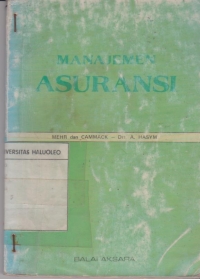 MANAJEMEN
ASURANSI
MEHR dan CAMMACK — Drs. A. HASYMI
UNIVERSITAS HALUOLEO
BALAI AKSARA